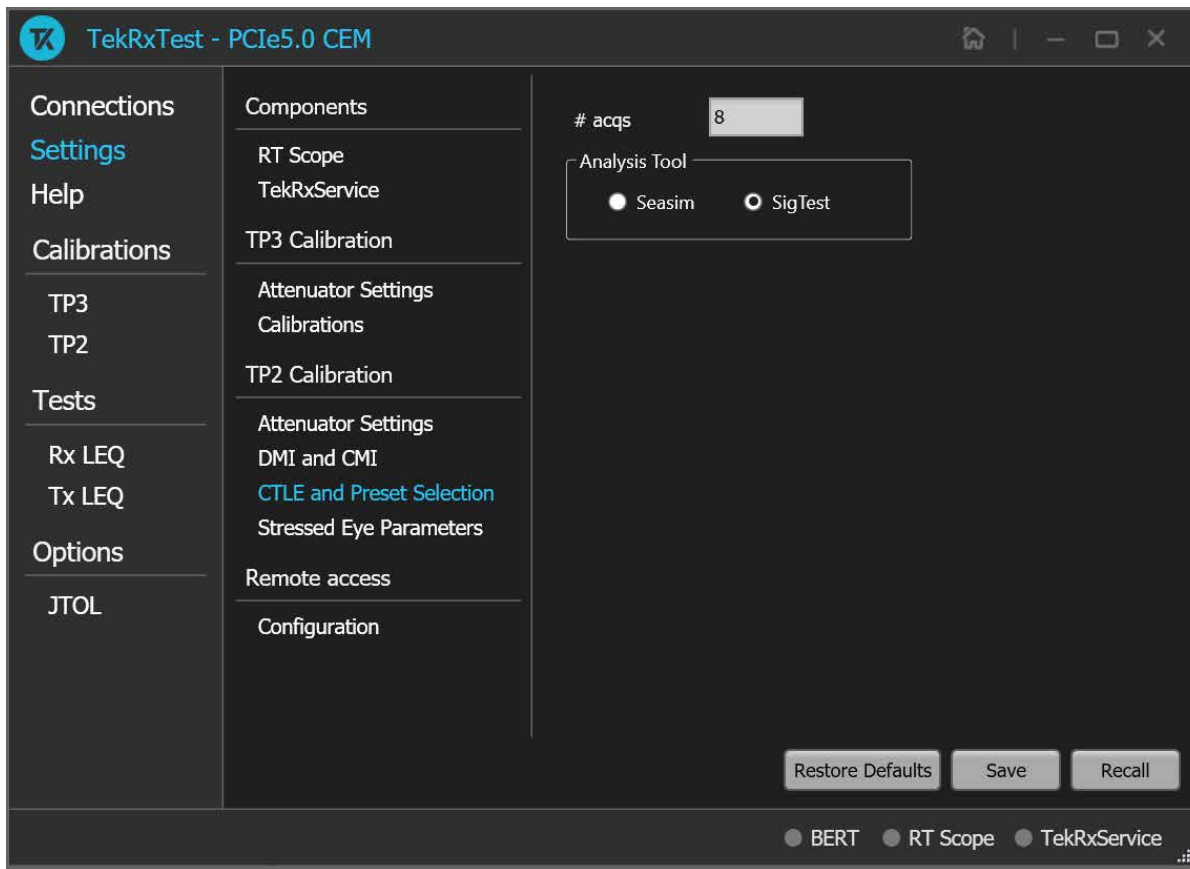 TekRxTest - PCIe5.0 CEM
Connections
Settings
Help
Calibrations
TP3
TP2
Tests
Rx LEQ
Tx LEQ
Options
JTOL
Components
RT Scope
TekRxService
TP3 Calibration
Attenuator Settings
Calibrations
TP2 Calibration
Attenuator Settings
DMI and CMI
CTLE and Preset Selection
Stressed Eye Parameters
Remote access
Configuration
# acqs 8
Analysis Tool
Seasim SigTest
Restore Defaults Save Recall
BERT RT Scope TekRxService